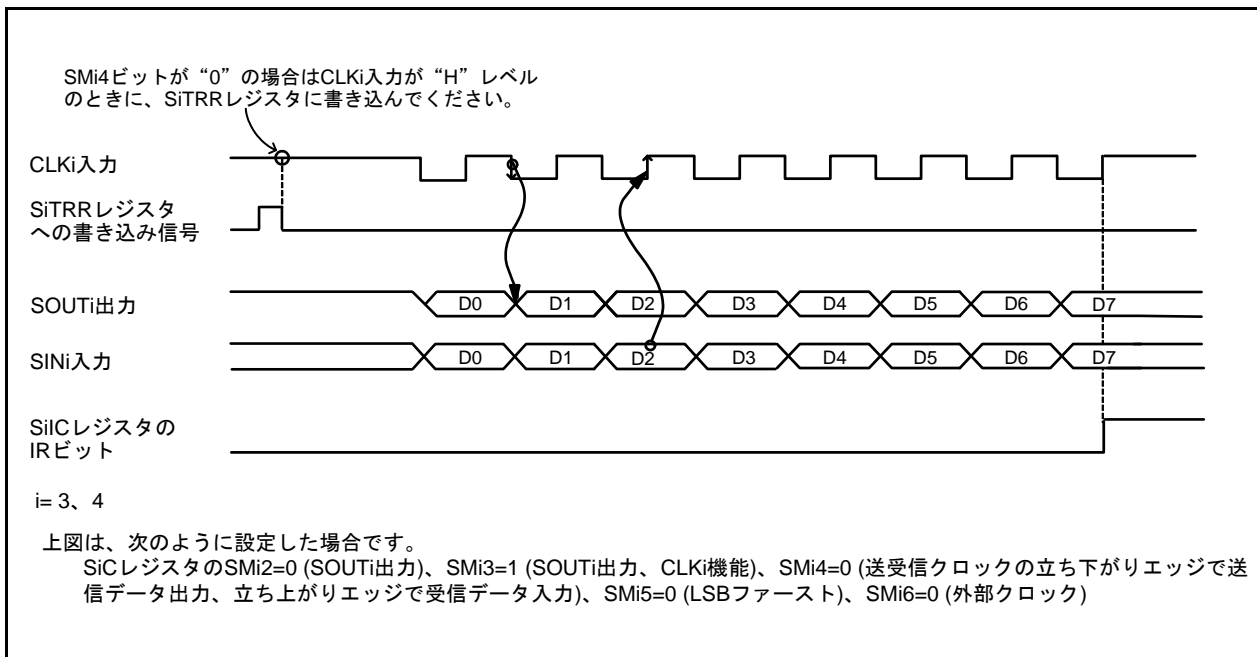 SMi4ビットが“0”の場合はCLKi入力が“H”レベル
のときに、SiTRRレジスタに書き込んでください。
CLKi入力
SiTRRレジスタ
への書き込み信号
SOUTi出力
D0 D1 D2 D3 D4 D5 D6 D7
SINi入力
D0 D1 D2 D3 D4 D5 D6 D7
SiICレジスタの
IRビット
i= 3、4
上図は、次のように設定した場合です。
SiCレジスタのSMi2=0 (SOUTi出力)、SMi3=1 (SOUTi出力、CLKi機能)、SMi4=0 (送受信クロックの立ち下がりエッジで送
信データ出力、立ち上がりエッジで受信データ入力)、SMi5=0 (LSBファースト)、SMi6=0 (外部クロック)